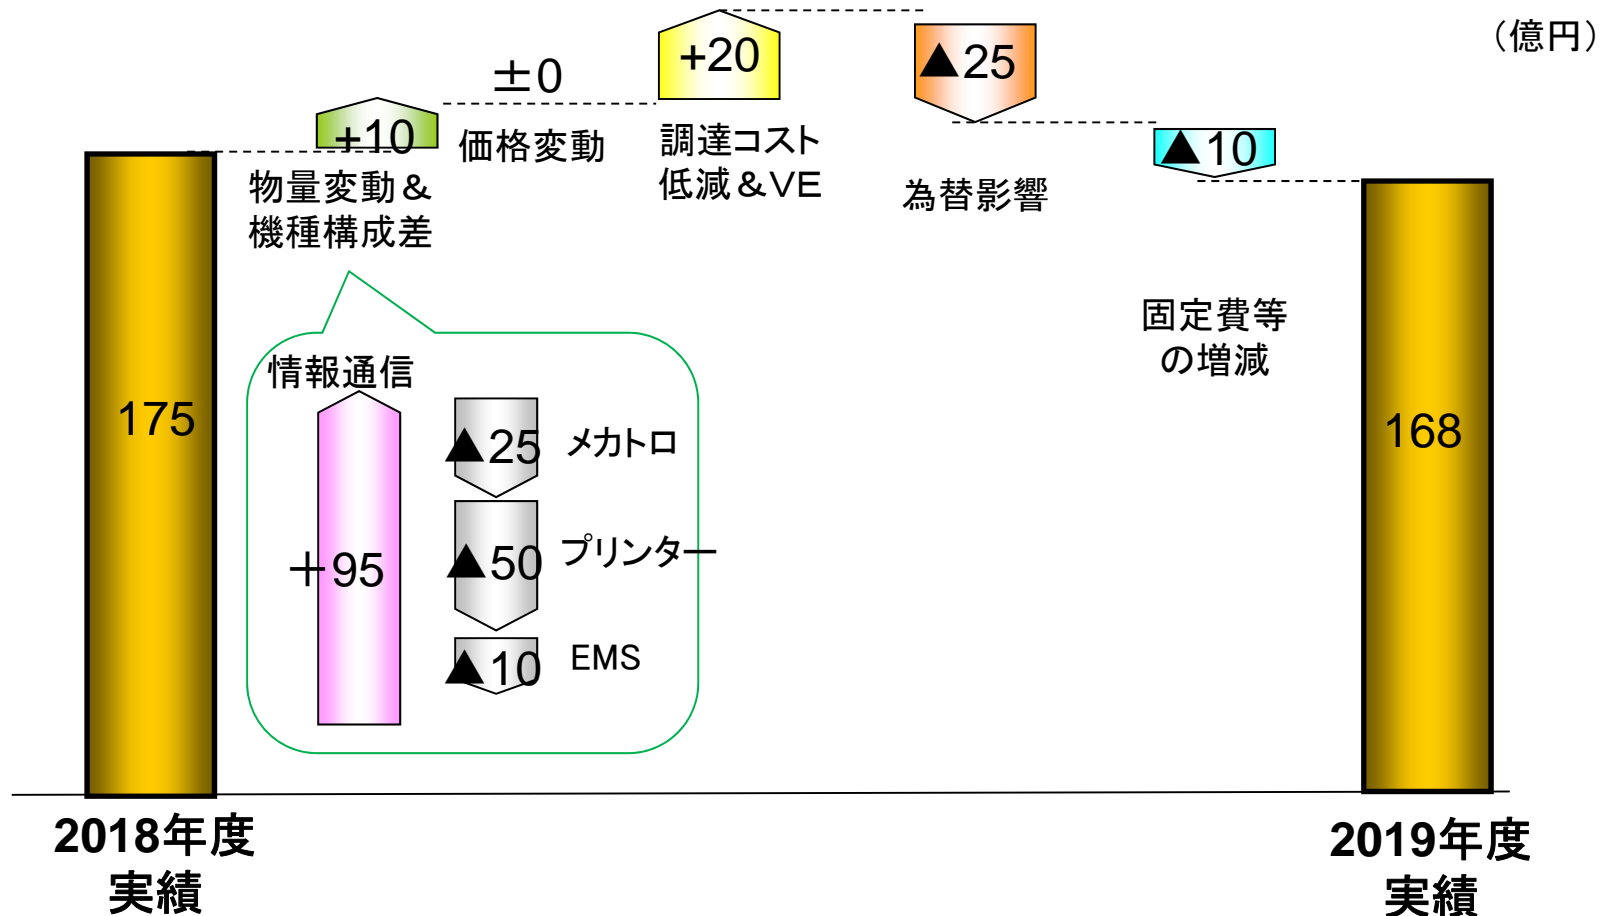 （億円）
+20
▲25
±0
+10
価格変動
調達コスト
低減＆VE
▲10
物量変動＆
機種構成差
為替影響
固定費等
の増減
情報通信
175
▲25
メカトロ
168
+95
▲50
プリンター
▲10
EMS
2018年度
実績
2019年度
実績